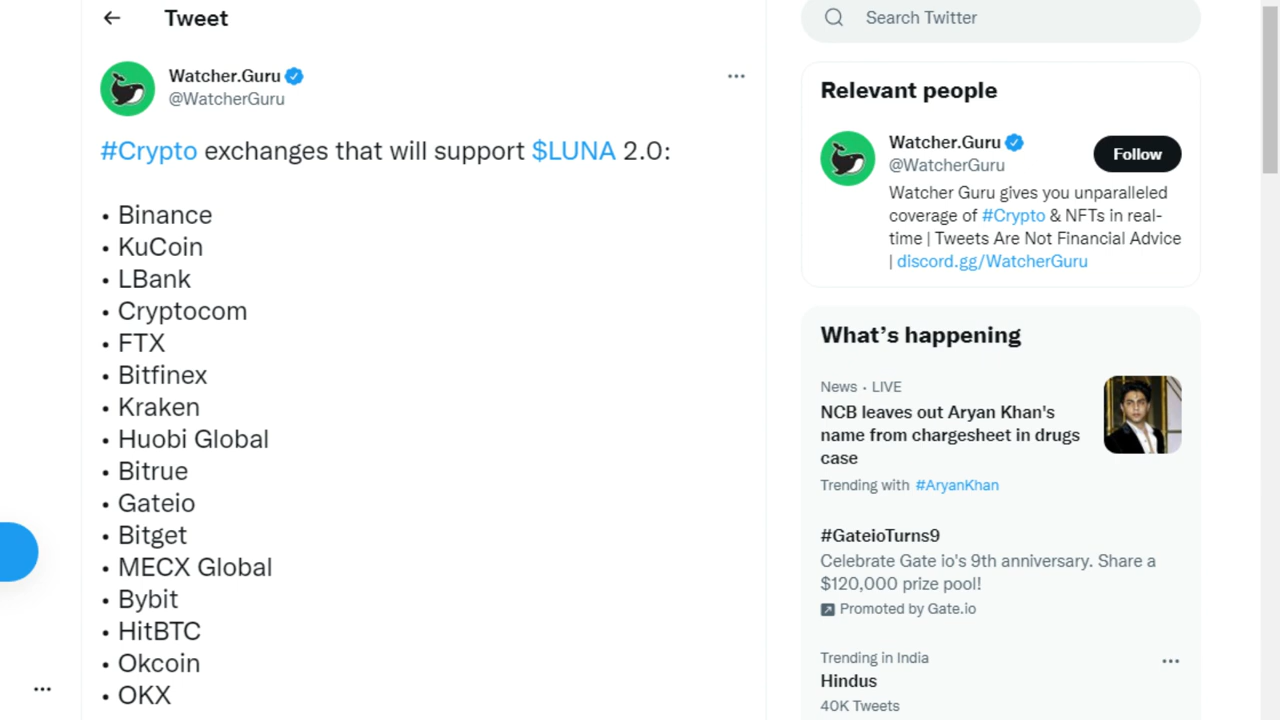 Tweet
Watcher.Guru
@WatcherGuru
#Crypto exchanges that will support $LUNA 2.0:
• Binance
• KuCoin
• LBank
• Cryptocom
• FTX
• Bitfinex
• Kraken
• Huobi Global
• Bitrue
• Gateio
• Bitget
• MECX Global
• Bybit
• HitBTC
• Okcoin
• OKX
Search Twitter
Relevant people
Watcher.Guru
@WatcherGuru
Follow
Watcher Guru gives you unparalleled
coverage of #Crypto & NFTs in real-
time | Tweets Are Not Financial Advice
| discord.gg/WatcherGuru
What's happening
News · LIVE
NCB leaves out Aryan Khan's
name from chargesheet in drugs
case
Trending with #AryanKhan
#GateioTurns9
Celebrate Gate io's 9th anniversary. Share a
$120,000 prize pool!
Promoted by Gate.io
Trending in India
Hindus
40K Tweets